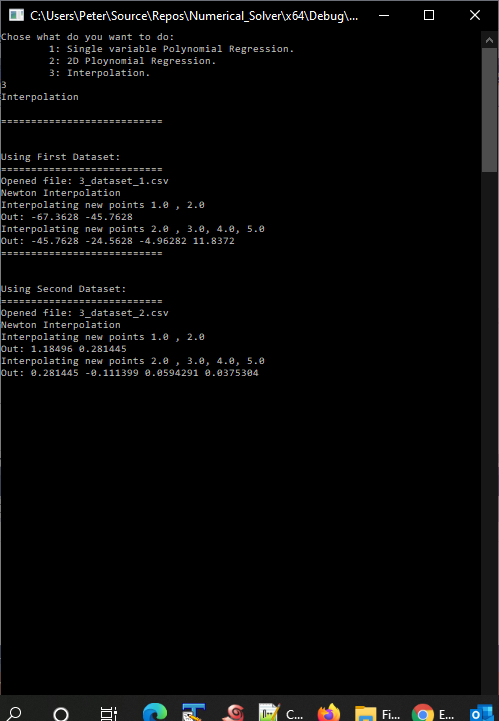 C:\Users\Peter\Source\Repos\Numerical_Solver\x64\Debug\...
Chose what do you want to do:
1: Single variable Polynomial Regression.
2: 2D Ploynomial Regression.
3: Interpolation.
3
Interpolation
===========================
Using First Dataset:
===========================
Opened file: 3_dataset_1.csv
Newton Interpolation
Interpolating new points 1.0 , 2.0
Out: -67.3628 -45.7628
Interpolating new points 2.0 , 3.0, 4.0, 5.0
Out: -45.7628 -24.5628 -4.96282 11.8372
===========================
Using Second Dataset:
===========================
Opened file: 3_dataset_2.csv
Newton Interpolation
Interpolating new points 1.0 , 2.0
Out: 1.18496 0.281445
Interpolating new points 2.0 , 3.0, 4.0, 5.0
Out: 0.281445 -0.111399 0.0594291 0.0375304
C... Fi... E...